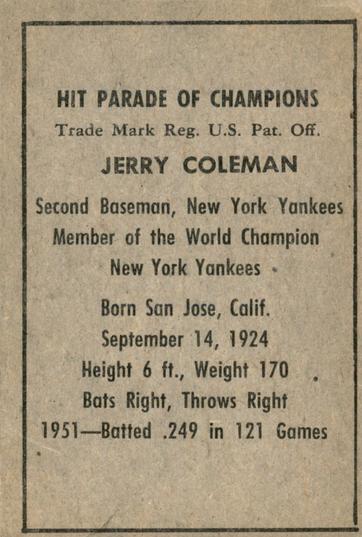 HIT PARADE OF CHAMPIONS
Trade Mark Reg. U.S. Pat. Off.
JERRY COLEMAN
Second Baseman, New York Yankees
Member of the World Champion
New York Yankees
Born San Jose, Calif.
September 14, 1924
Height 6 ft., Weight 170
Bats Right, Throws Right
1951—Batted .249 in 121 Games